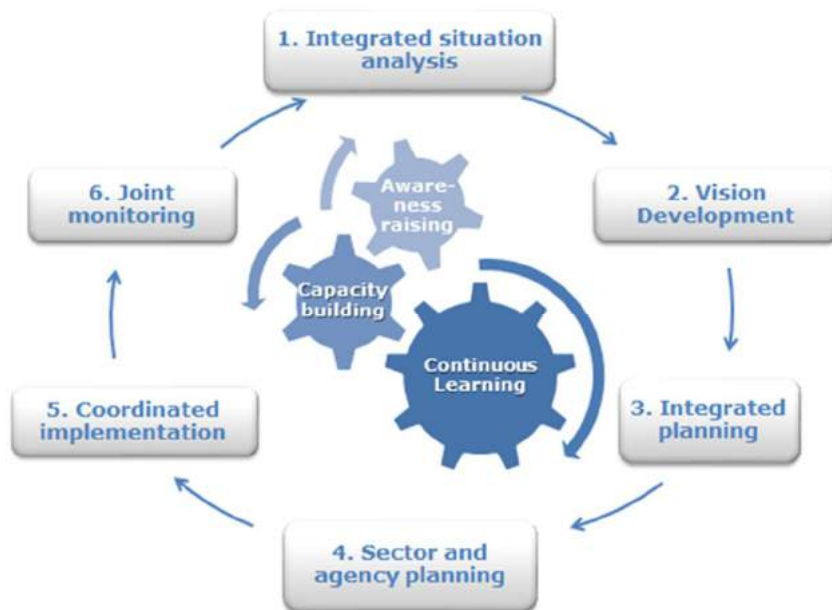 1. Integrated situation
analysis
2. Vision
Development
3. Integrated
planning
4. Sector and
agency planning
5. Coordinated
implementation
6. Joint
monitoring
Aware-
ness
raising
Capacity
building
Continuous
Learning